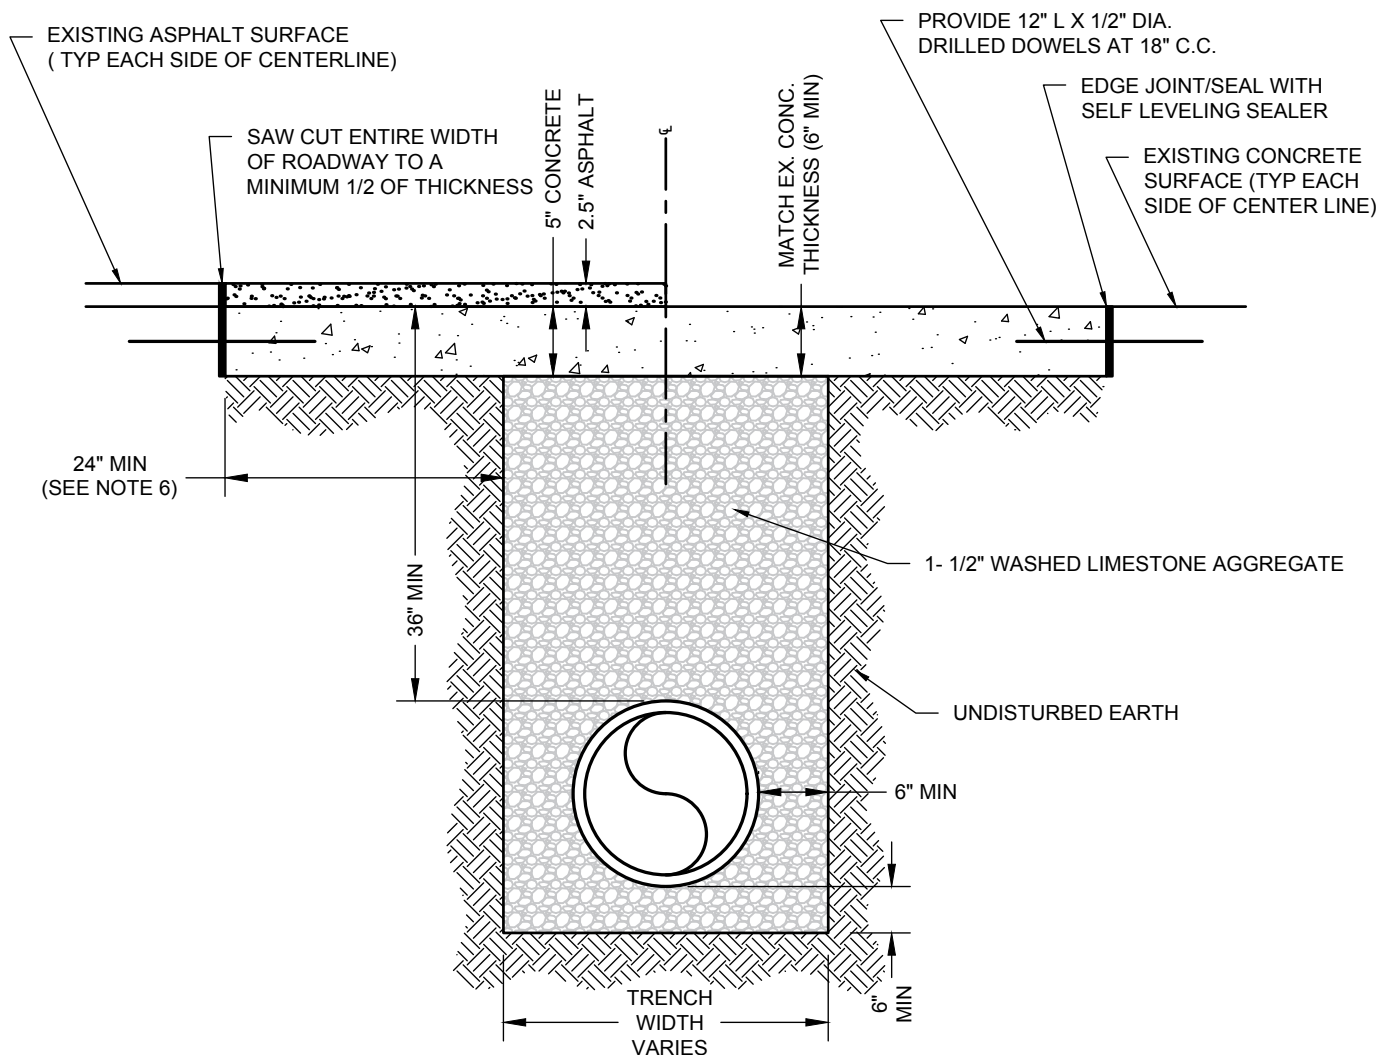 EXISTING ASPHALT SURFACE
( TYP EACH SIDE OF CENTERLINE)
SAW CUT ENTIRE WIDTH
OF ROADWAY TO A
MINIMUM 1/2 OF THICKNESS
5" CONCRETE
2.5" ASPHALT
℄
MATCH EX. CONC.
THICKNESS (6" MIN)
PROVIDE 12" L X 1/2" DIA.
DRILLED DOWELS AT 18" C.C.
EDGE JOINT/SEAL WITH
SELF LEVELING SEALER
EXISTING CONCRETE
SURFACE (TYP EACH
SIDE OF CENTER LINE)
24" MIN
(SEE NOTE 6)
36" MIN
1- 1/2" WASHED LIMESTONE AGGREGATE
UNDISTURBED EARTH
6" MIN
6"
MIN
TRENCH
WIDTH
VARIES